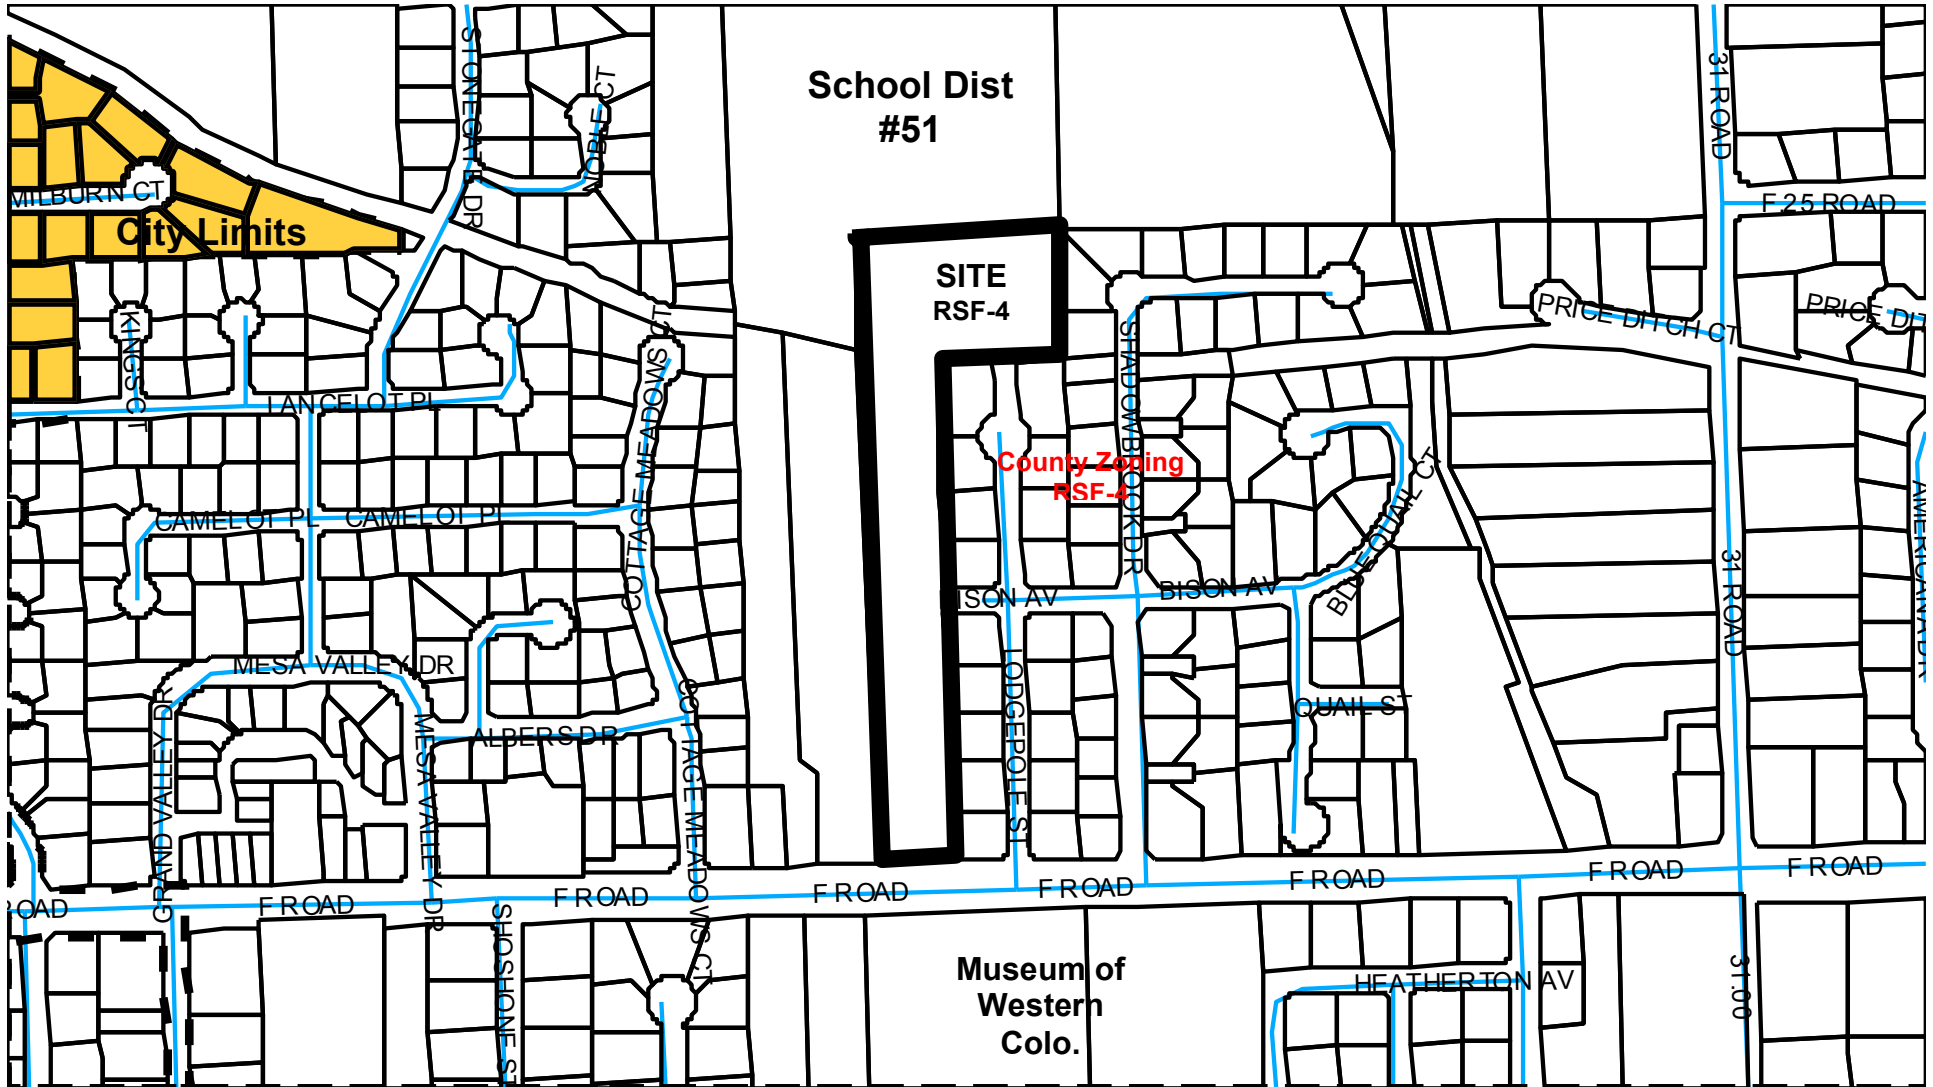 School Dist
#51
STONEGATE DR
NOBLE CT
31 ROAD
F.25 ROAD
MILBURN CT
City Limits
SITE
RSF-4
KINGS CT
PRICE DITCH CT
LANCELOT PL
COTTAGE MEADOWS CT
SHADOWBROOK DR
County Zoning
RSF-4
BLUE QUAIL CT
AMERICANA DR
CAMELOT PL
CAMELOT PL
31 ROAD
BISON AV
ISON AV
MESA VALLEY DR
GRAND VALLEY DR
MESA VALLEY DR
ALBERS DR
COTTAGE MEADOWS CT
LODGEPOLE ST
QUAIL ST
F ROAD
F ROAD
F ROAD
F ROAD
F ROAD
F ROAD
F ROAD
OAD
SHOSHONE ST
Museum of
Western
Colo.
HEATHERTON AV
31.00